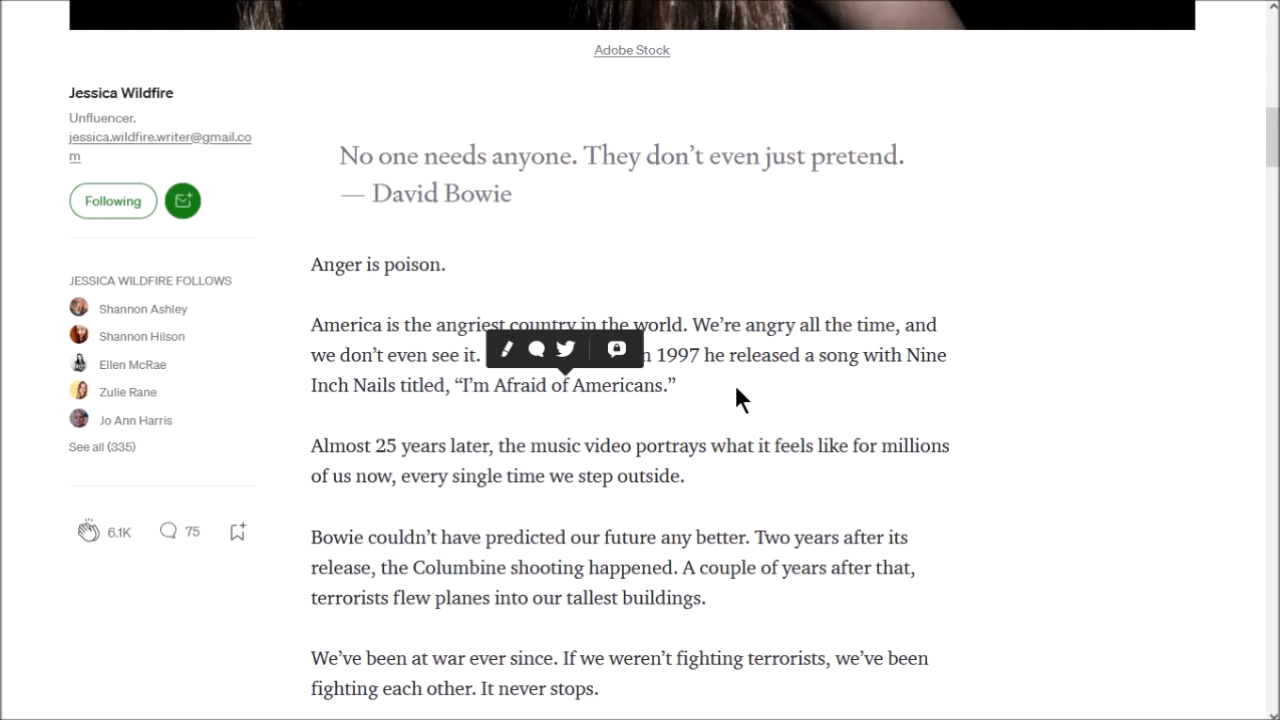 Adobe Stock
Jessica Wildfire
Unfluencer.
jessica.wildfire.writer@gmail.co
m
Following
JESSICA WILDFIRE FOLLOWS
Shannon Ashley
Shannon Hilson
Ellen McRae
Zulie Rane
Jo Ann Harris
See all (335)
6.1K
75
No one needs anyone. They don’t even just pretend.
— David Bowie
Anger is poison.
America is the angriest country in the world. We’re angry all the time, and
we don’t even see it. 1997 he released a song with Nine
Inch Nails titled, “I’m Afraid of Americans.”
Almost 25 years later, the music video portrays what it feels like for millions
of us now, every single time we step outside.
Bowie couldn’t have predicted our future any better. Two years after its
release, the Columbine shooting happened. A couple of years after that,
terrorists flew planes into our tallest buildings.
We’ve been at war ever since. If we weren’t fighting terrorists, we’ve been
fighting each other. It never stops.